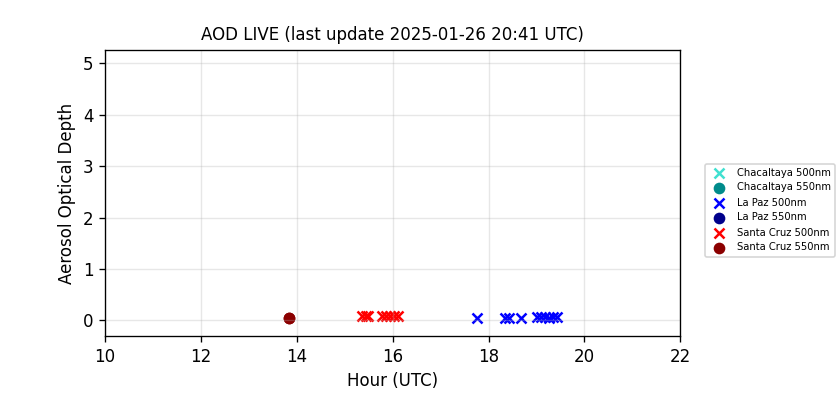 AOD LIVE (last update 2025-01-26 20:41 UTC)
Aerosol Optical Depth
5
4
3
2
1
0
10 12 14 16 18 20 22
Hour (UTC)
Chacaltaya 500nm
Chacaltaya 550nm
La Paz 500nm
La Paz 550nm
Santa Cruz 500nm
Santa Cruz 550nm